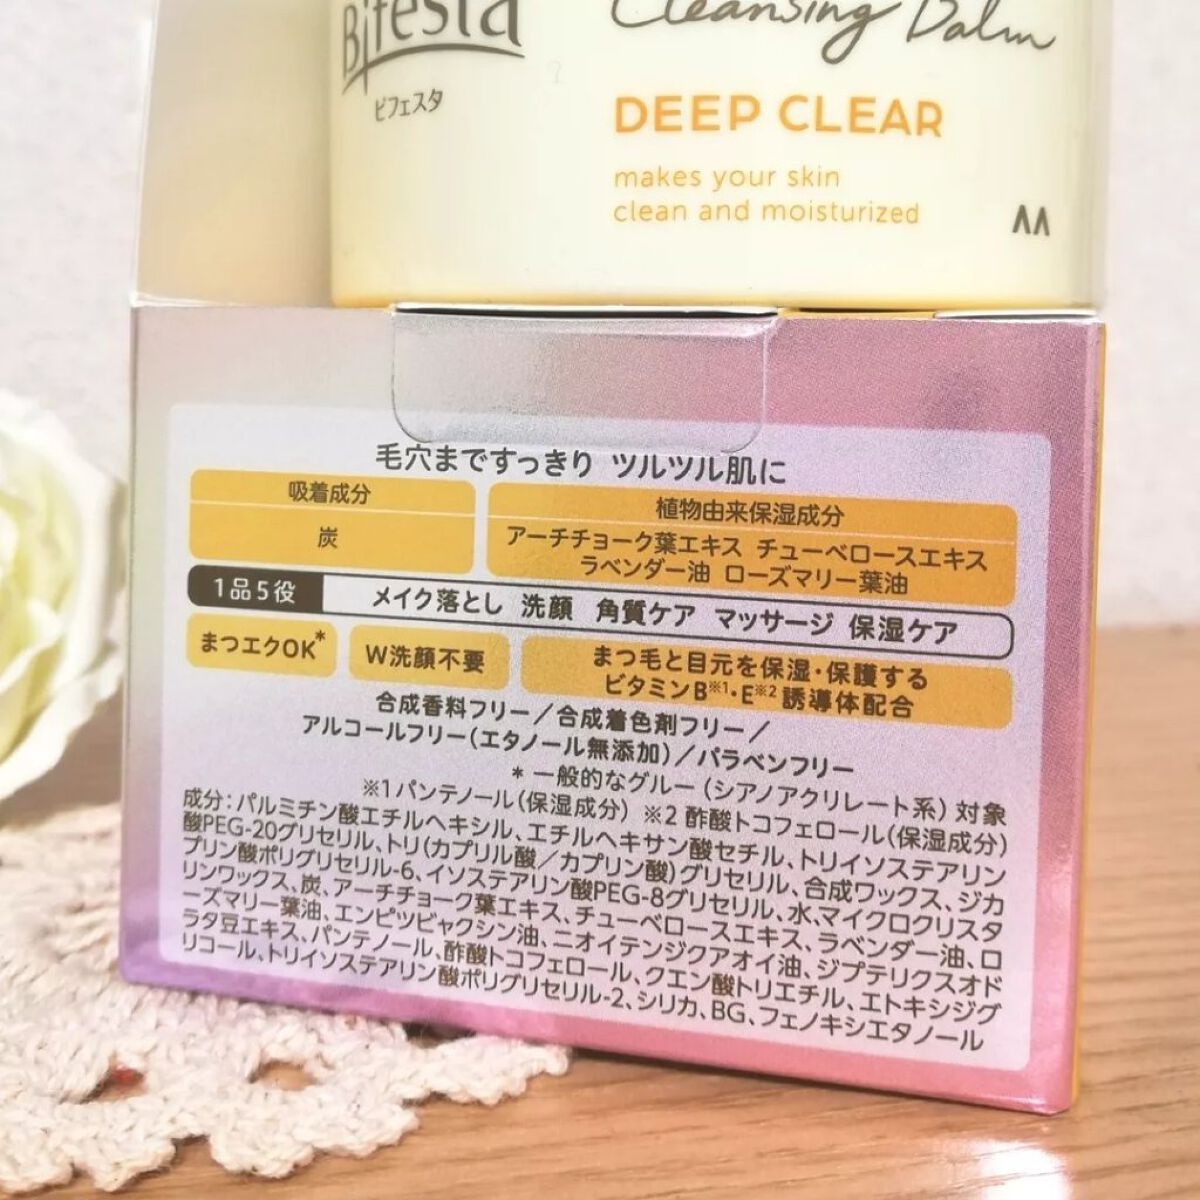 Bifesta
ビフェスタ
Cleansing Balm
DEEP CLEAR
makes your skin
clean and moisturized
毛穴まですっきり ツルツル肌に
吸着成分
炭
植物由来保湿成分
アーチチョーク葉エキス チューベロースエキス
ラベンダー油 ローズマリー葉油
1品5役 メイク落とし 洗顔 角質ケア マッサージ 保湿ケア
まつエクOK*
W洗顔不要
まつ毛と目元を保湿・保護する
ビタミンB※1・E※2誘導体配合
合成香料フリー/合成着色剤フリー/
アルコールフリー(エタノール無添加)/パラベンフリー
*一般的なグルー(シアノアクリレート系)対象
※1パンテノール(保湿成分) ※2酢酸トコフェロール(保湿成分)
成分:パルミチン酸エチルヘキシル、エチルヘキサン酸セチル、トリイソステアリン
酸PEG-20グリセリル、トリ(カプリル酸/カプリン酸)グリセリル、合成ワックス、ジカ
プリン酸ポリグリセリル-6、イソステアリン酸PEG-8グリセリル、水、マイクロクリスタ
リンワックス、炭、アーチチョーク葉エキス、チューベロースエキス、ラベンダー油、ロ
ーズマリー葉油、エンピツビャクシン油、ニオイテンジクアオイ油、ジプテリクスオド
ラタ豆エキス、パンテノール、酢酸トコフェロール、クエン酸トリエチル、エトキシジグ
リコール、トリイソステアリン酸ポリグリセリル-2、シリカ、BG、フェノキシエタノール